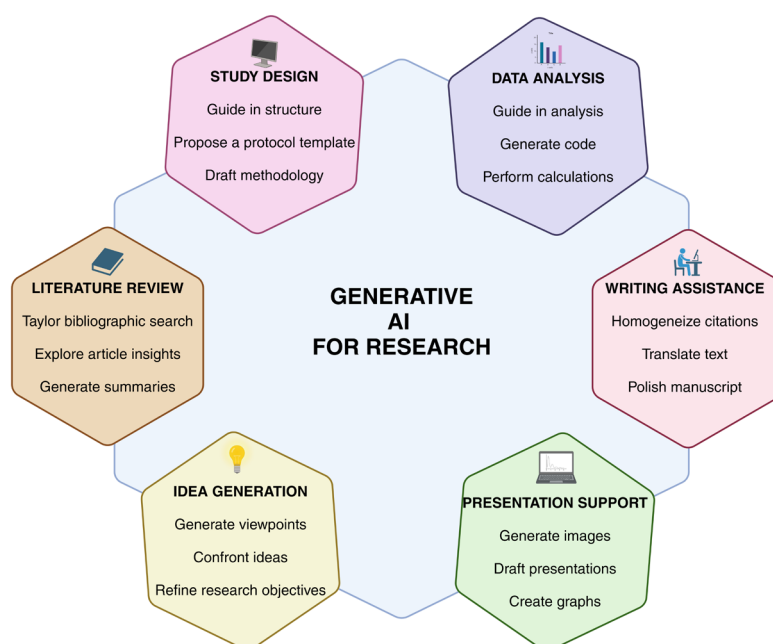 STUDY DESIGN
Guide in structure
Propose a protocol template
Draft methodology
DATA ANALYSIS
Guide in analysis
Generate code
Perform calculations
LITERATURE REVIEW
Taylor bibliographic search
Explore article insights
Generate summaries
GENERATIVE
AI
FOR RESEARCH
WRITING ASSISTANCE
Homogeneize citations
Translate text
Polish manuscript
IDEA GENERATION
Generate viewpoints
Confront ideas
Refine research objectives
PRESENTATION SUPPORT
Generate images
Draft presentations
Create graphs